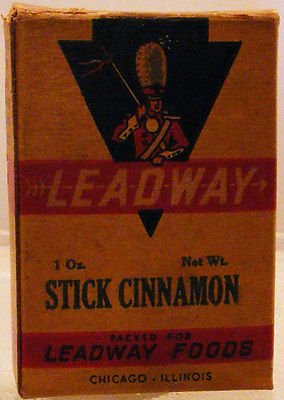 LEADWAY
1 Oz. Net Wt.
STICK CINNAMON
PACKED FOR
LEADWAY FOODS
CHICAGO • ILLINOIS